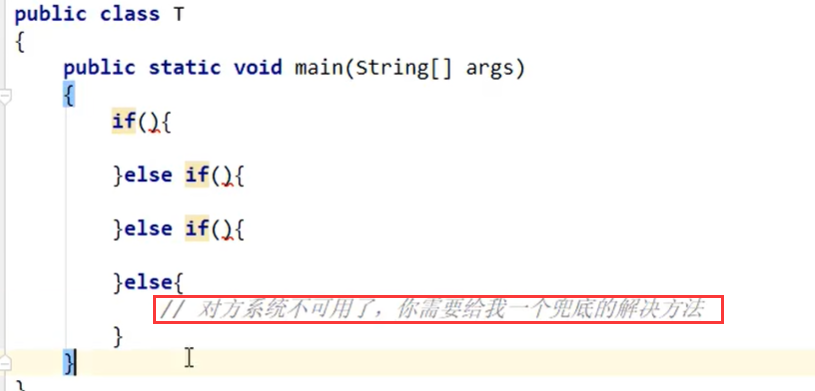 public class T
{
public static void main(String[] args)
{
if(){
}else if(){
}else if(){
}else{
// 对方系统不可用了，你需要给我一个兜底的解决方法
}
}
}